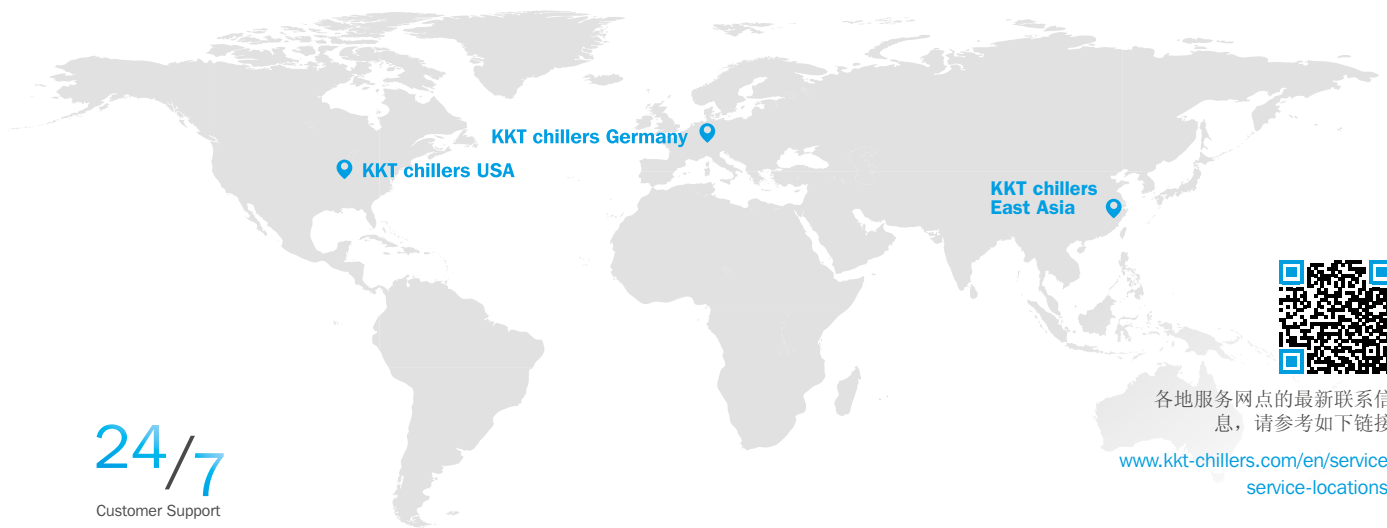 KKT chillers Germany
KKT chillers USA
KKT chillers
East Asia
各地服务网点的最新联系信
息，请参考如下链接
www.kkt-chillers.com/en/service
service-locations
24/7
Customer Support